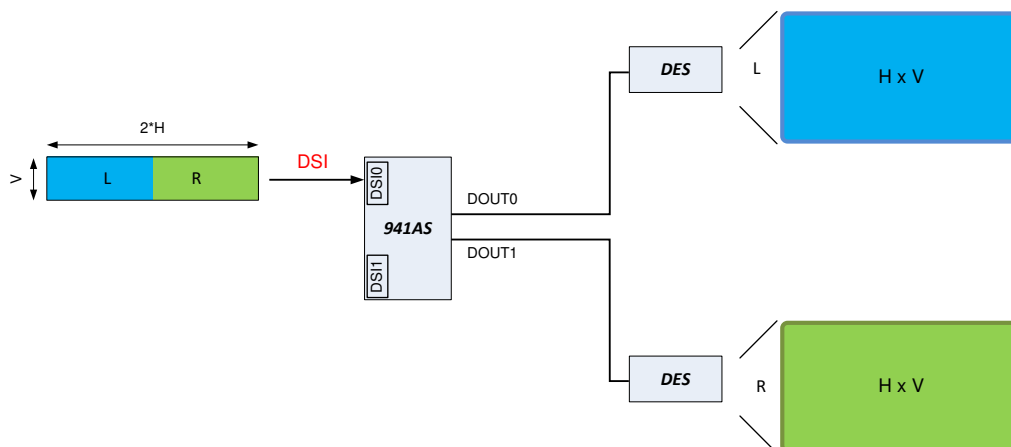 2*H
V
L
R
DSI
DSI0
941AS
DSI1
DOUT0
DOUT1
DES
L
H x V
DES
R
H x V